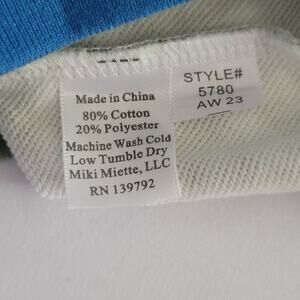 Made in China
80% Cotton
20% Polyester
Machine Wash Cold
Low Tumble Dry
Miki Miette, LLC
RN 139792
STYLE#
5780
AW 23